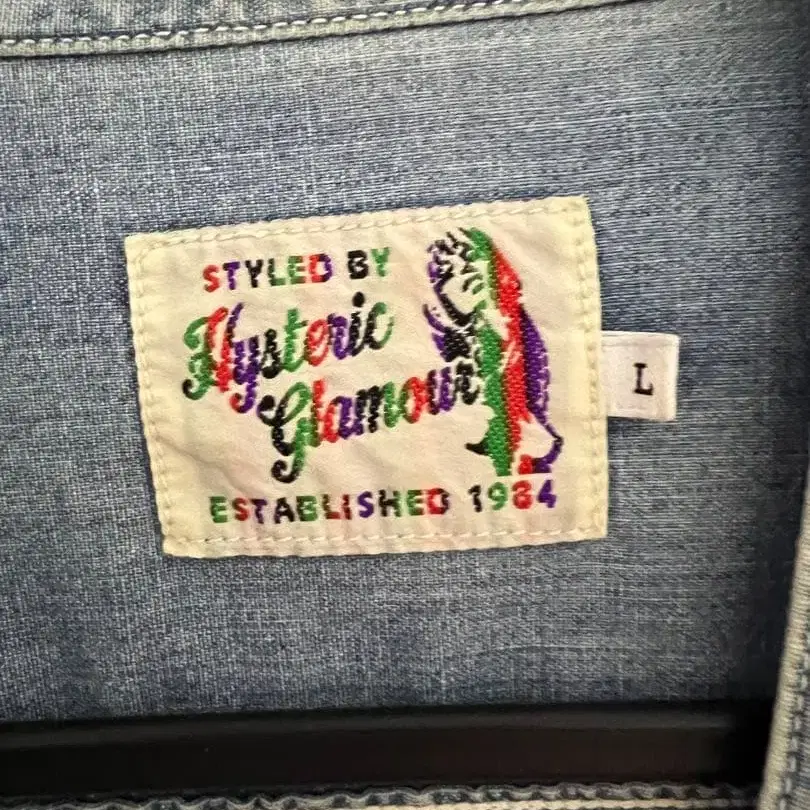 STYLED BY
Hysteric
Glamour
L
ESTABLISHED 1984